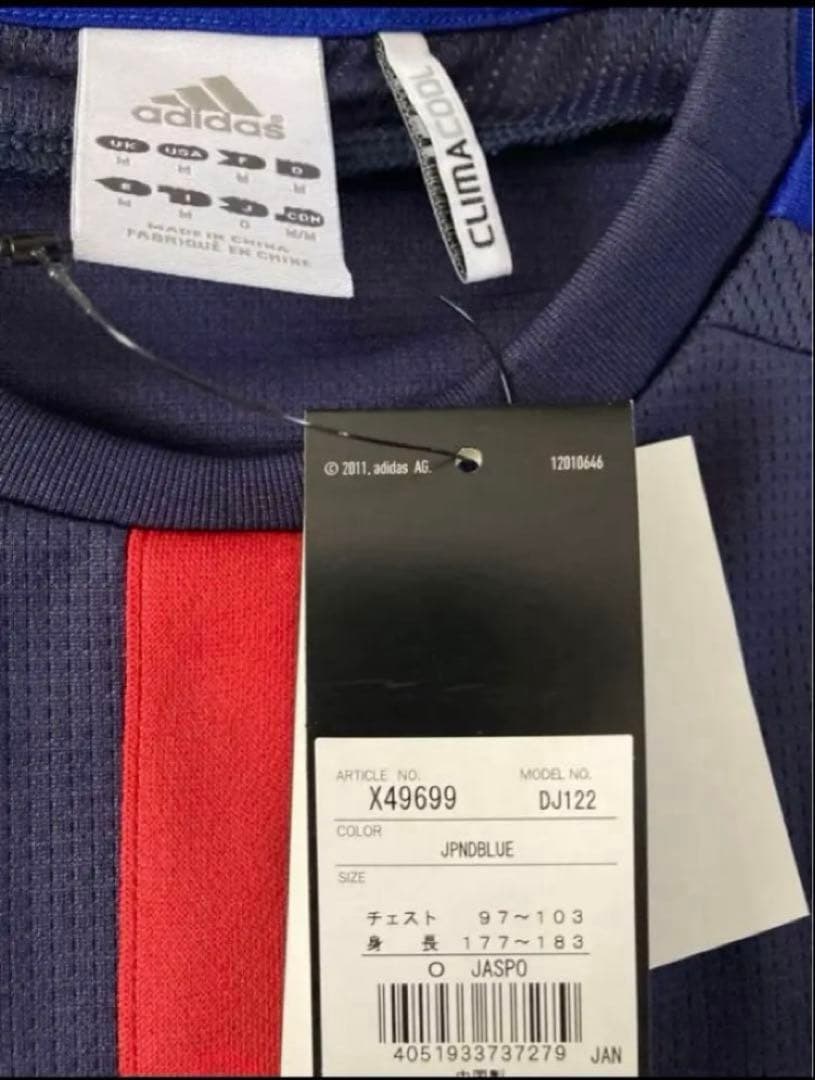 adidas®
UK USA F D
M M M M
E I J CDN
M M O M/M
MADE IN CHINA
FABRIQUÉ EN CHINE
CLIMACOOL
© 2011, adidas AG. 12010646
ARTICLE NO. MODEL NO.
X49699 DJ122
COLOR
JPNDBLUE
SIZE
チェスト 97〜103
身 長 177〜183
O JASPO
4051933737279 JAN
中国製